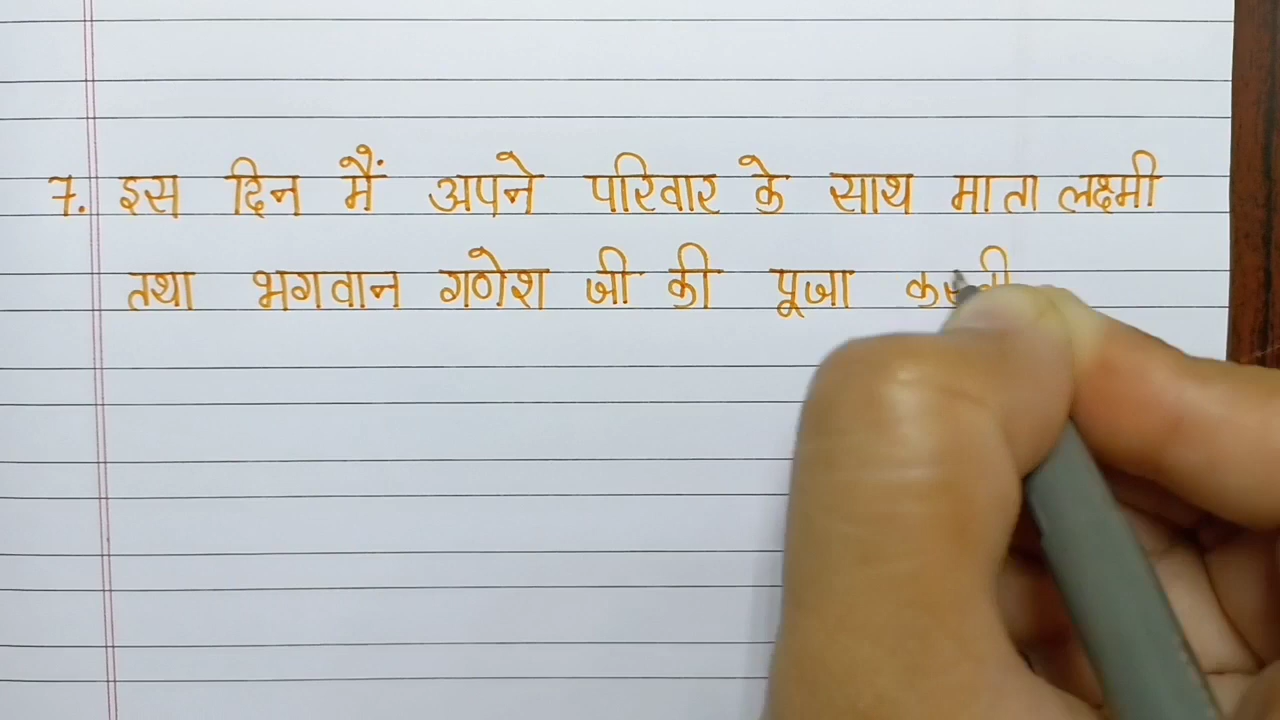 7. इस दिन मैं अपने परिवार के साथ माता लक्ष्मी
तथा भगवान गणेश जी की पूजा